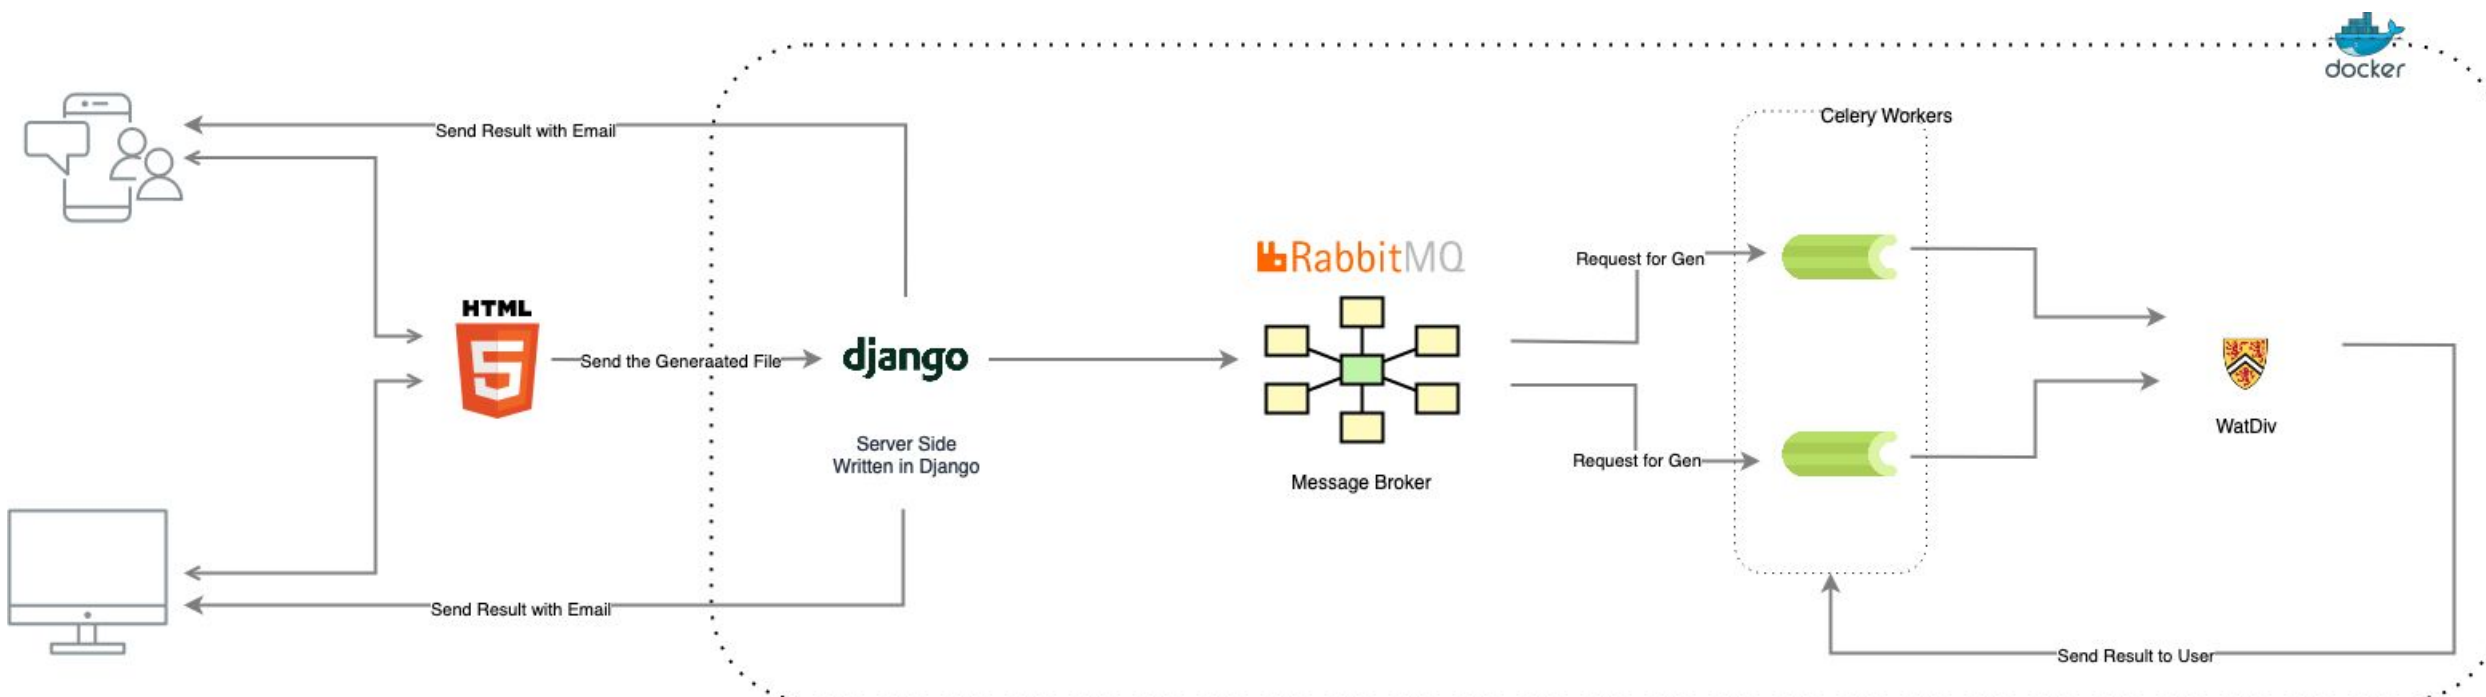 docker
Celery Workers
Send Result with Email
RabbitMQ
Request for Gen
HTML
5
Send the Generaated File
django
WatDiv
Server Side
Written in Django
Request for Gen
Message Broker
Send Result with Email
Send Result to User